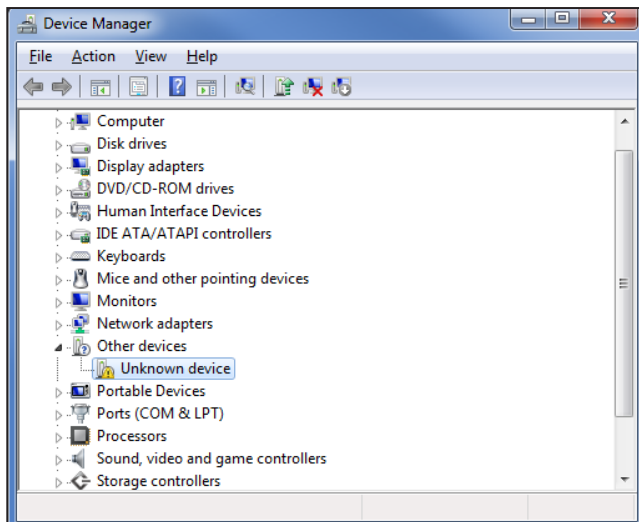 Device Manager
File Action View Help
Computer
Disk drives
Display adapters
DVD/CD-ROM drives
Human Interface Devices
IDE ATA/ATAPI controllers
Keyboards
Mice and other pointing devices
Monitors
Network adapters
Other devices
Unknown device
Portable Devices
Ports (COM & LPT)
Processors
Sound, video and game controllers
Storage controllers